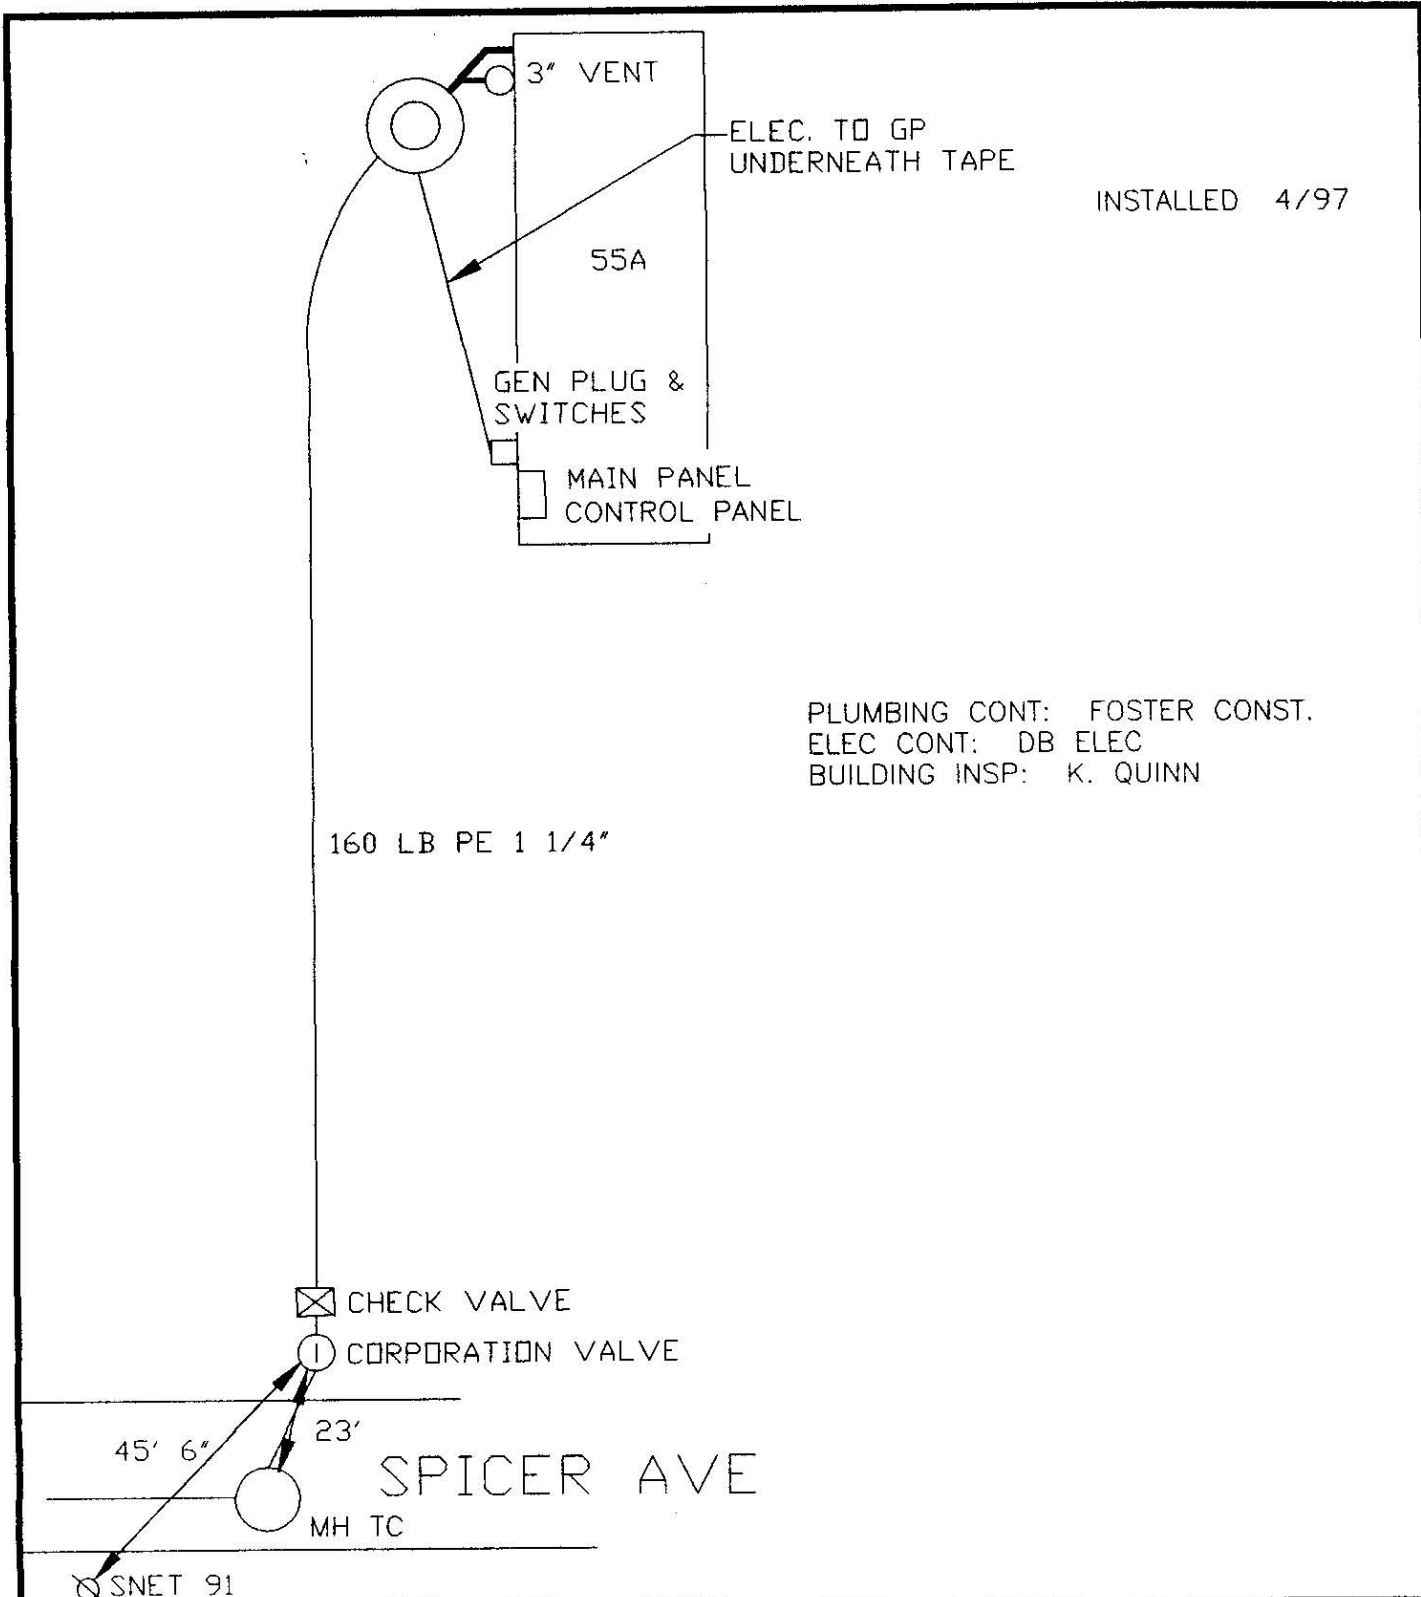 3" VENT
ELEC. TO GP
UNDERNEATH TAPE
INSTALLED 4/97
55A
GEN PLUG &
SWITCHES
MAIN PANEL
CONTROL PANEL
PLUMBING CONT: FOSTER CONST.
ELEC CONT: DB ELEC
BUILDING INSP: K. QUINN
160 LB PE 1 1/4"
CHECK VALVE
CORPORATION VALVE
23'
45' 6"
SPICER AVE
MH TC
SNET 91